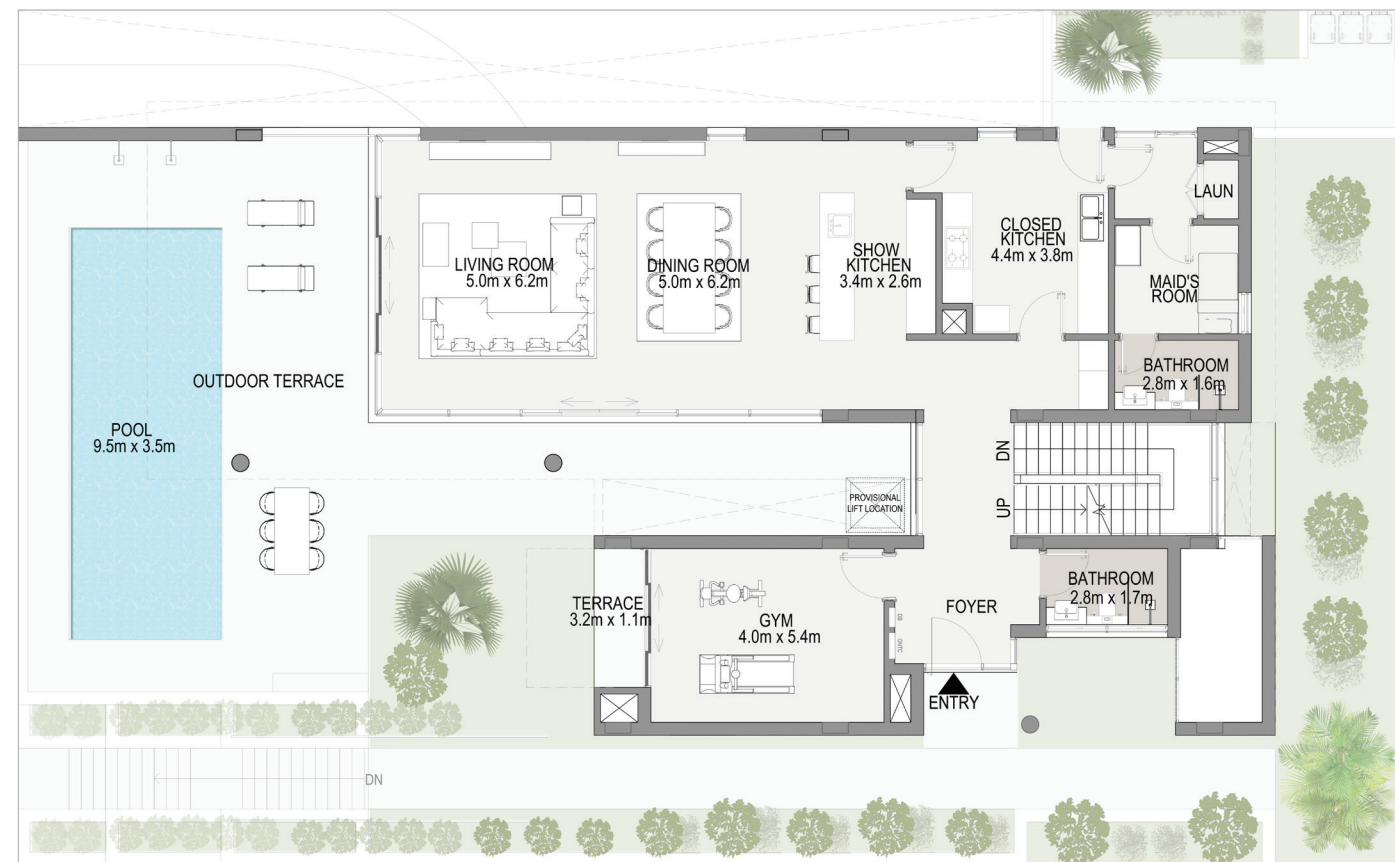 LAUN
CLOSED
KITCHEN
4.4m x 3.8m
LIVING ROOM
5.0m x 6.2m
DINING ROOM
5.0m x 6.2m
SHOW
KITCHEN
3.4m x 2.6m
MAID'S
ROOM
BATHROOM
2.8m x 1.6m
OUTDOOR TERRACE
POOL
9.5m x 3.5m
DN
UP
PROVISIONAL
LIFT LOCATION
TERRACE
3.2m x 1.1m
GYM
4.0m x 5.4m
DB
FOYER
BATHROOM
2.8m x 1.7m
ENTRY
DN